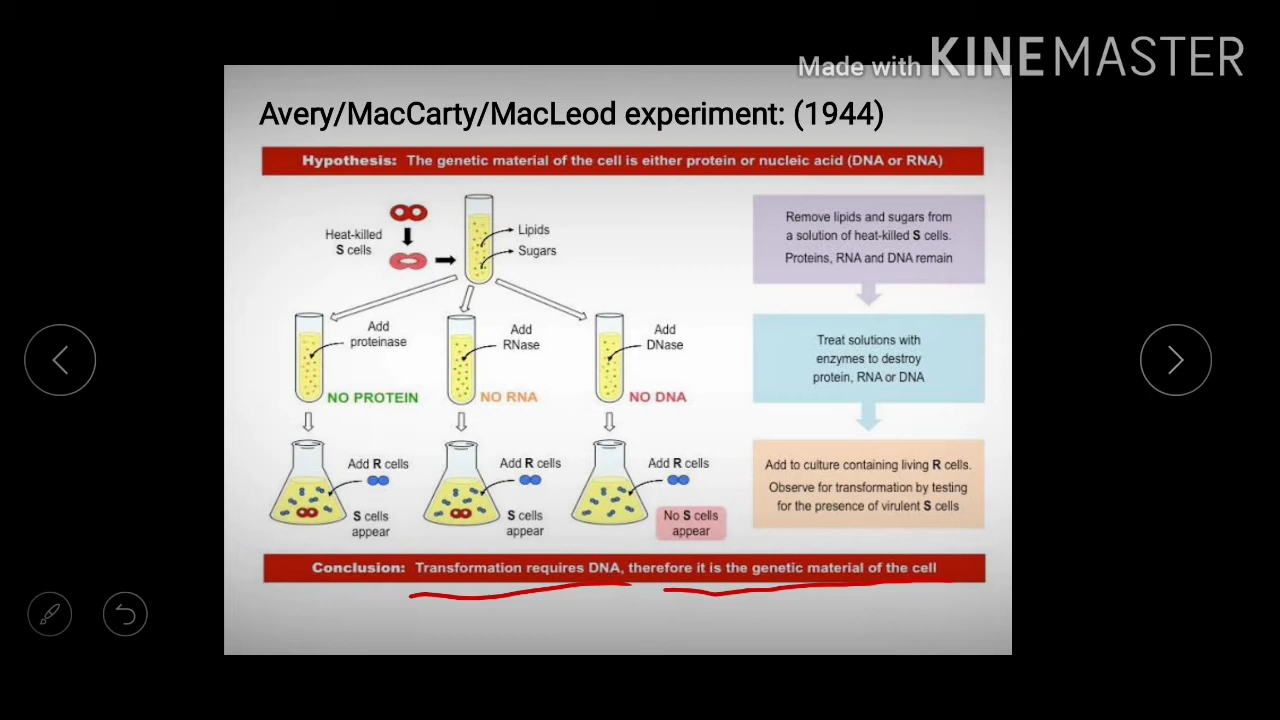 Made with KINEMASTER
Avery/MacCarty/MacLeod experiment: (1944)
Hypothesis: The genetic material of the cell is either protein or nucleic acid (DNA or RNA)
Heat-killed
S cells
Lipids
Sugars
Remove lipids and sugars from
a solution of heat-killed S cells.
Proteins, RNA and DNA remain
Add
proteinase
Add
RNase
Add
DNase
NO PROTEIN
NO RNA
NO DNA
Treat solutions with
enzymes to destroy
protein, RNA or DNA
Add R cells
Add R cells
Add R cells
S cells
appear
S cells
appear
No S cells
appear
Add to culture containing living R cells.
Observe for transformation by testing
for the presence of virulent S cells
Conclusion: Transformation requires DNA, therefore it is the genetic material of the cell